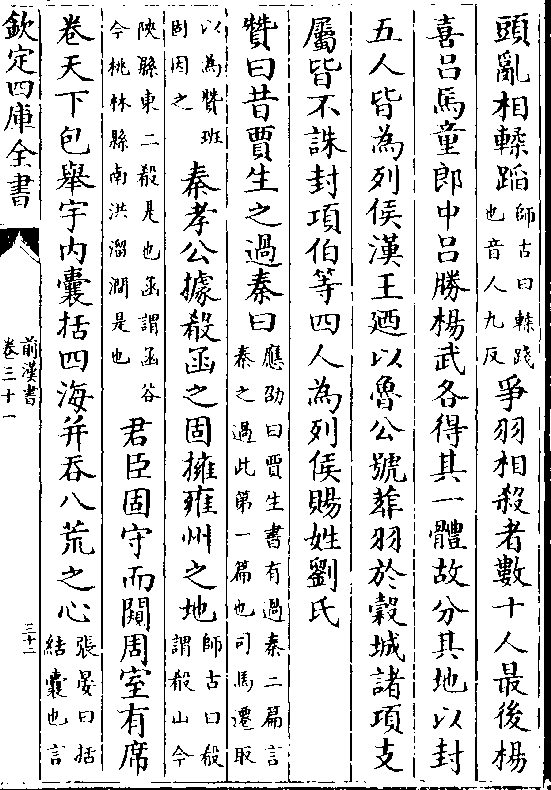 頭亂相轥蹈師古曰轥踐也音人九反爭羽相殺者數十人最後楊
喜呂馬童郎中呂勝楊武各得其一體故分其地以封
五人皆為列侯漢王廼以魯公號葬羽於穀城諸項支
屬皆不誅封項伯等四人為列侯賜姓劉氏
贊曰昔賈生之過秦曰應劭曰賈生書有過秦二篇言秦之過此第一篇也司馬遷取
以為贊班固因之秦孝公據殽函之固擁雍州之地師古曰殽謂殽山今
陜縣東二殽是也函謂函谷今桃林縣南洪溜澗是也君臣固守而闚周室有席
卷天下包舉宇内囊括四海并吞八荒之心張晏曰括結囊也言
欽定四庫全書
前漢書
卷三十一
三十二